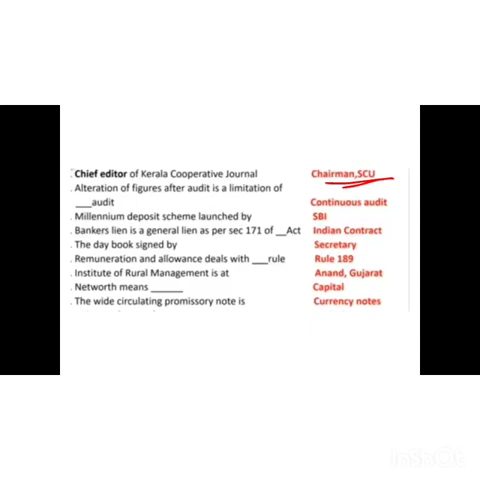 Chief editor of Kerala Cooperative Journal Chairman,SCU
. Alteration of figures after audit is a limitation of
___audit Continuous audit
. Millennium deposit scheme launched by SBI
. Bankers lien is a general lien as per sec 171 of __Act Indian Contract
. The day book signed by Secretary
. Remuneration and allowance deals with ___rule Rule 189
. Institute of Rural Management is at Anand, Gujarat
. Networth means ______ Capital
. The wide circulating promissory note is Currency notes
InShOt